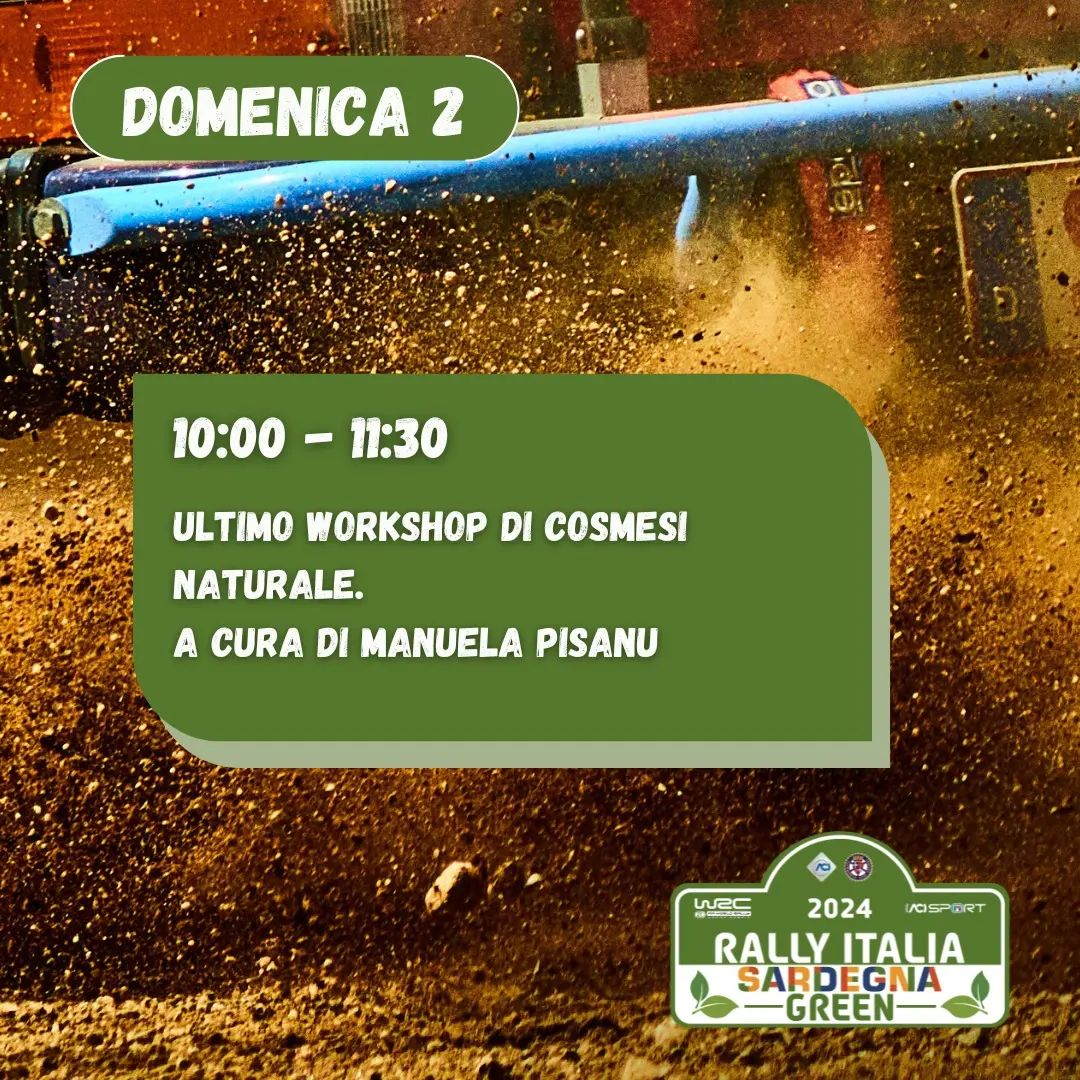 DOMENICA 2
10:00 – 11:30
ULTIMO WORKSHOP DI COSMESI
NATURALE.
A CURA DI MANUELA PISANU
WRC
2024
ACI SPORT
RALLY ITALIA
SARDEGNA
GREEN